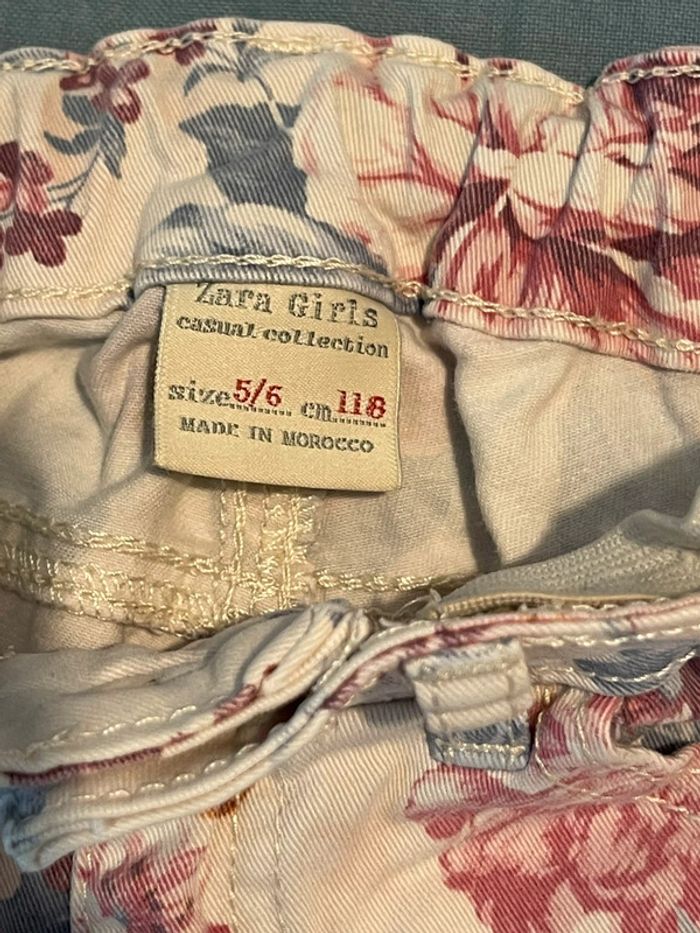 Zara Girls
casual collection
size 5/6 cm 118
MADE IN MOROCCO